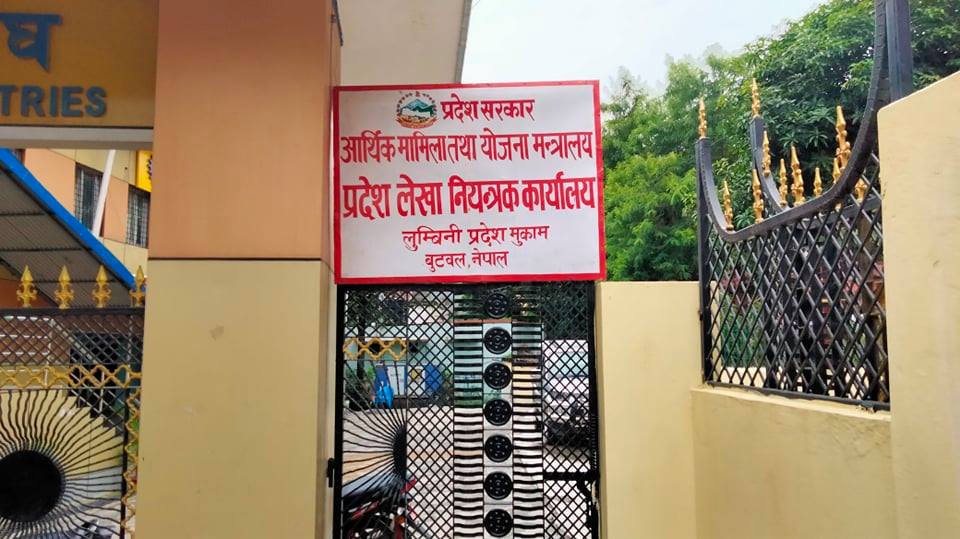 घ
TRIES
प्रदेश सरकार
आर्थिक मामिला तथा योजना मन्त्रालय
प्रदेश लेखा नियन्त्रक कार्यालय
लुम्बिनी प्रदेश मुकाम
बुटवल, नेपाल